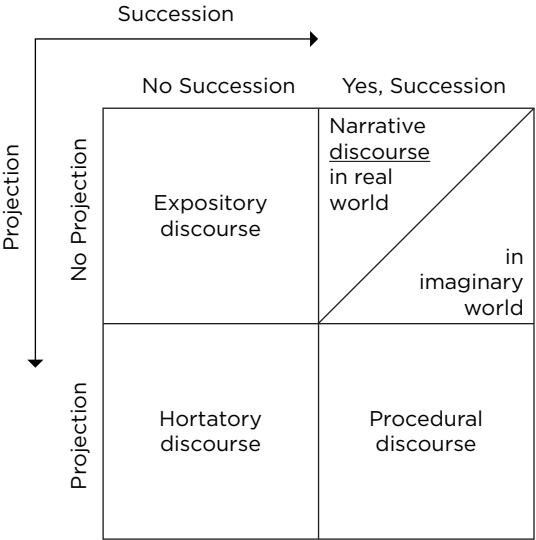 Succession
No Succession
Yes, Succession
Projection
No Projection
Expository
discourse
Narrative
discourse
in real
world
in
imaginary
world
Projection
Hortatory
discourse
Procedural
discourse